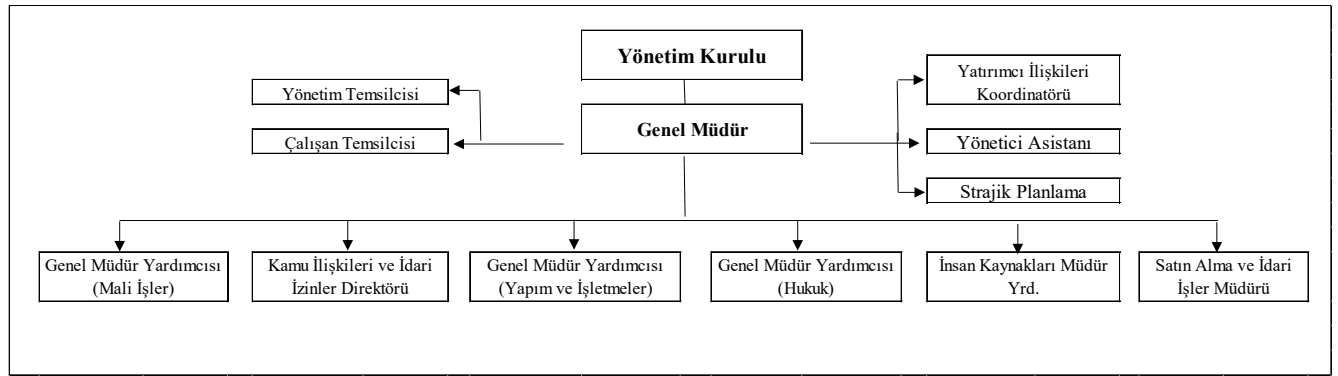 Yönetim Kurulu
Yatırımcı İlişkileri
Koordinatörü
Yönetim Temsilcisi
Genel Müdür
Çalışan Temsilcisi
Yönetici Asistanı
Strajik Planlama
Genel Müdür Yardımcısı
(Mali İşler)
Kamu İlişkileri ve İdari
İzinler Direktörü
Genel Müdür Yardımcısı
(Yapım ve İşletmeler)
Genel Müdür Yardımcısı
(Hukuk)
İnsan Kaynakları Müdür
Yrd.
Satın Alma ve İdari
İşler Müdürü